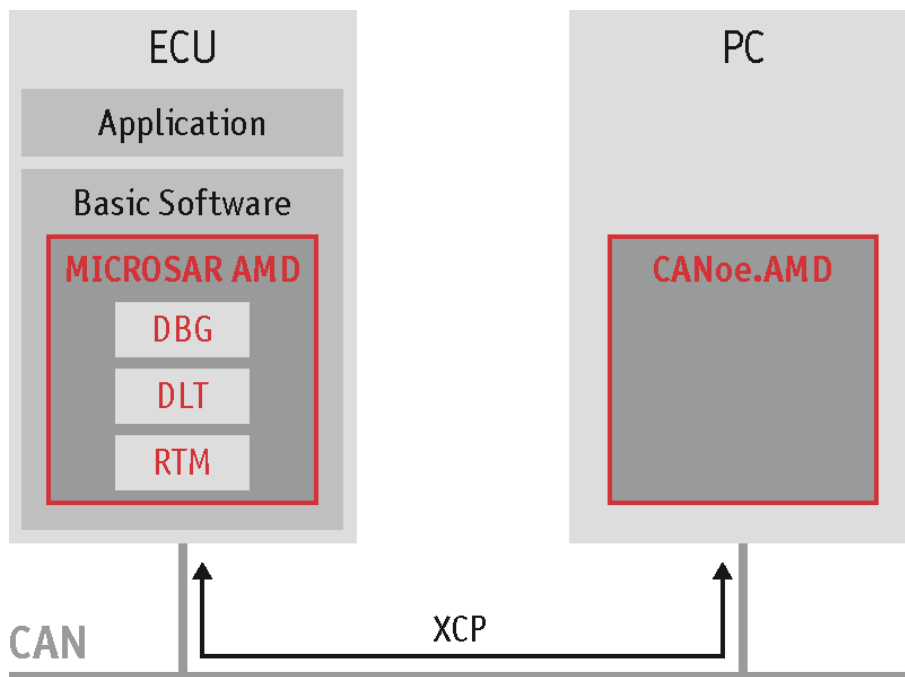 ECU
Application
Basic Software
MICROSAR AMD
DBG
DLT
RTM
PC
CANoe.AMD
XCP
CAN